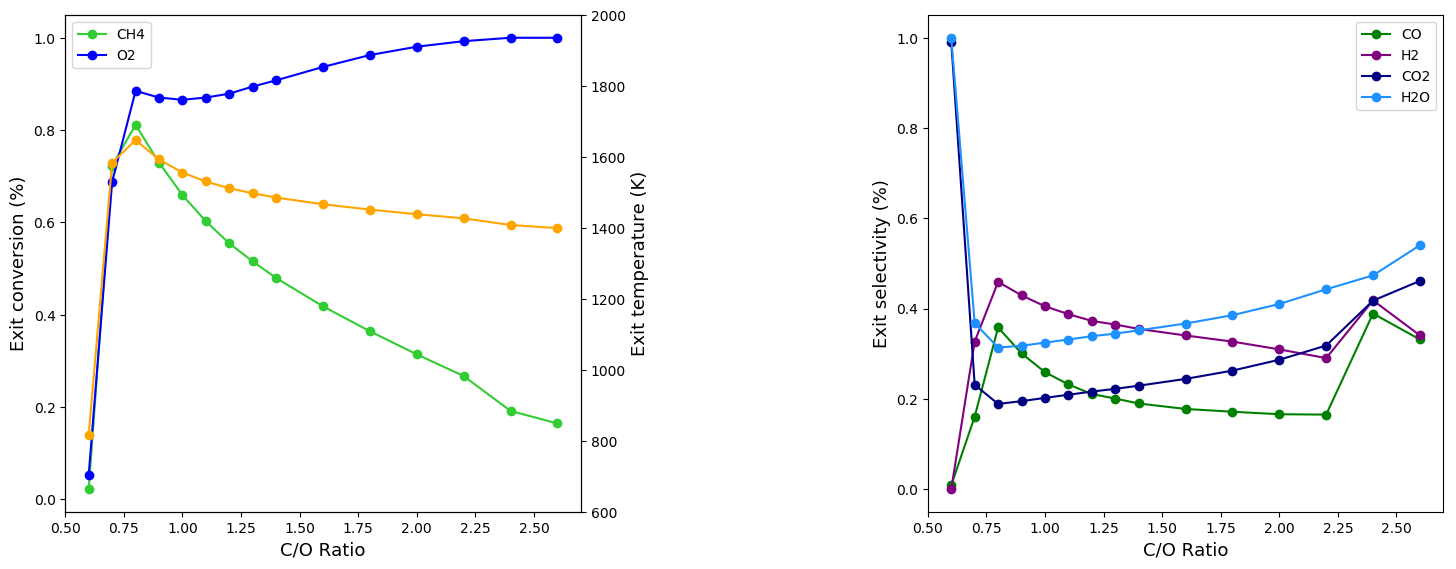 CH4
O2
1.0
0.8
0.6
0.4
0.2
0.0
Exit conversion (%)
0.50 0.75 1.00 1.25 1.50 1.75 2.00 2.25 2.50
C/O Ratio
2000
1800
1600
1400
1200
1000
800
600
Exit temperature (K)
CO
H2
CO2
H2O
1.0
0.8
0.6
0.4
0.2
0.0
Exit selectivity (%)
0.50 0.75 1.00 1.25 1.50 1.75 2.00 2.25 2.50
C/O Ratio